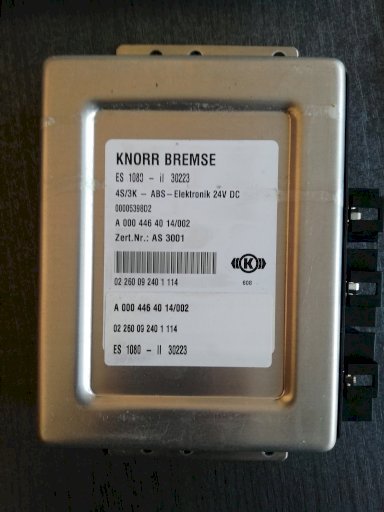 KNORR BREMSE
ES 1080 - II 30223
4S/3K - ABS-Elektronik 24V DC
0000539802
A 000 446 40 14/002
Zert.Nr.: AS 3001
02 260 09 240 1 114
K
608
A 000 446 40 14/002
02 260 09 240 1 114
ES 1080 - II 30223